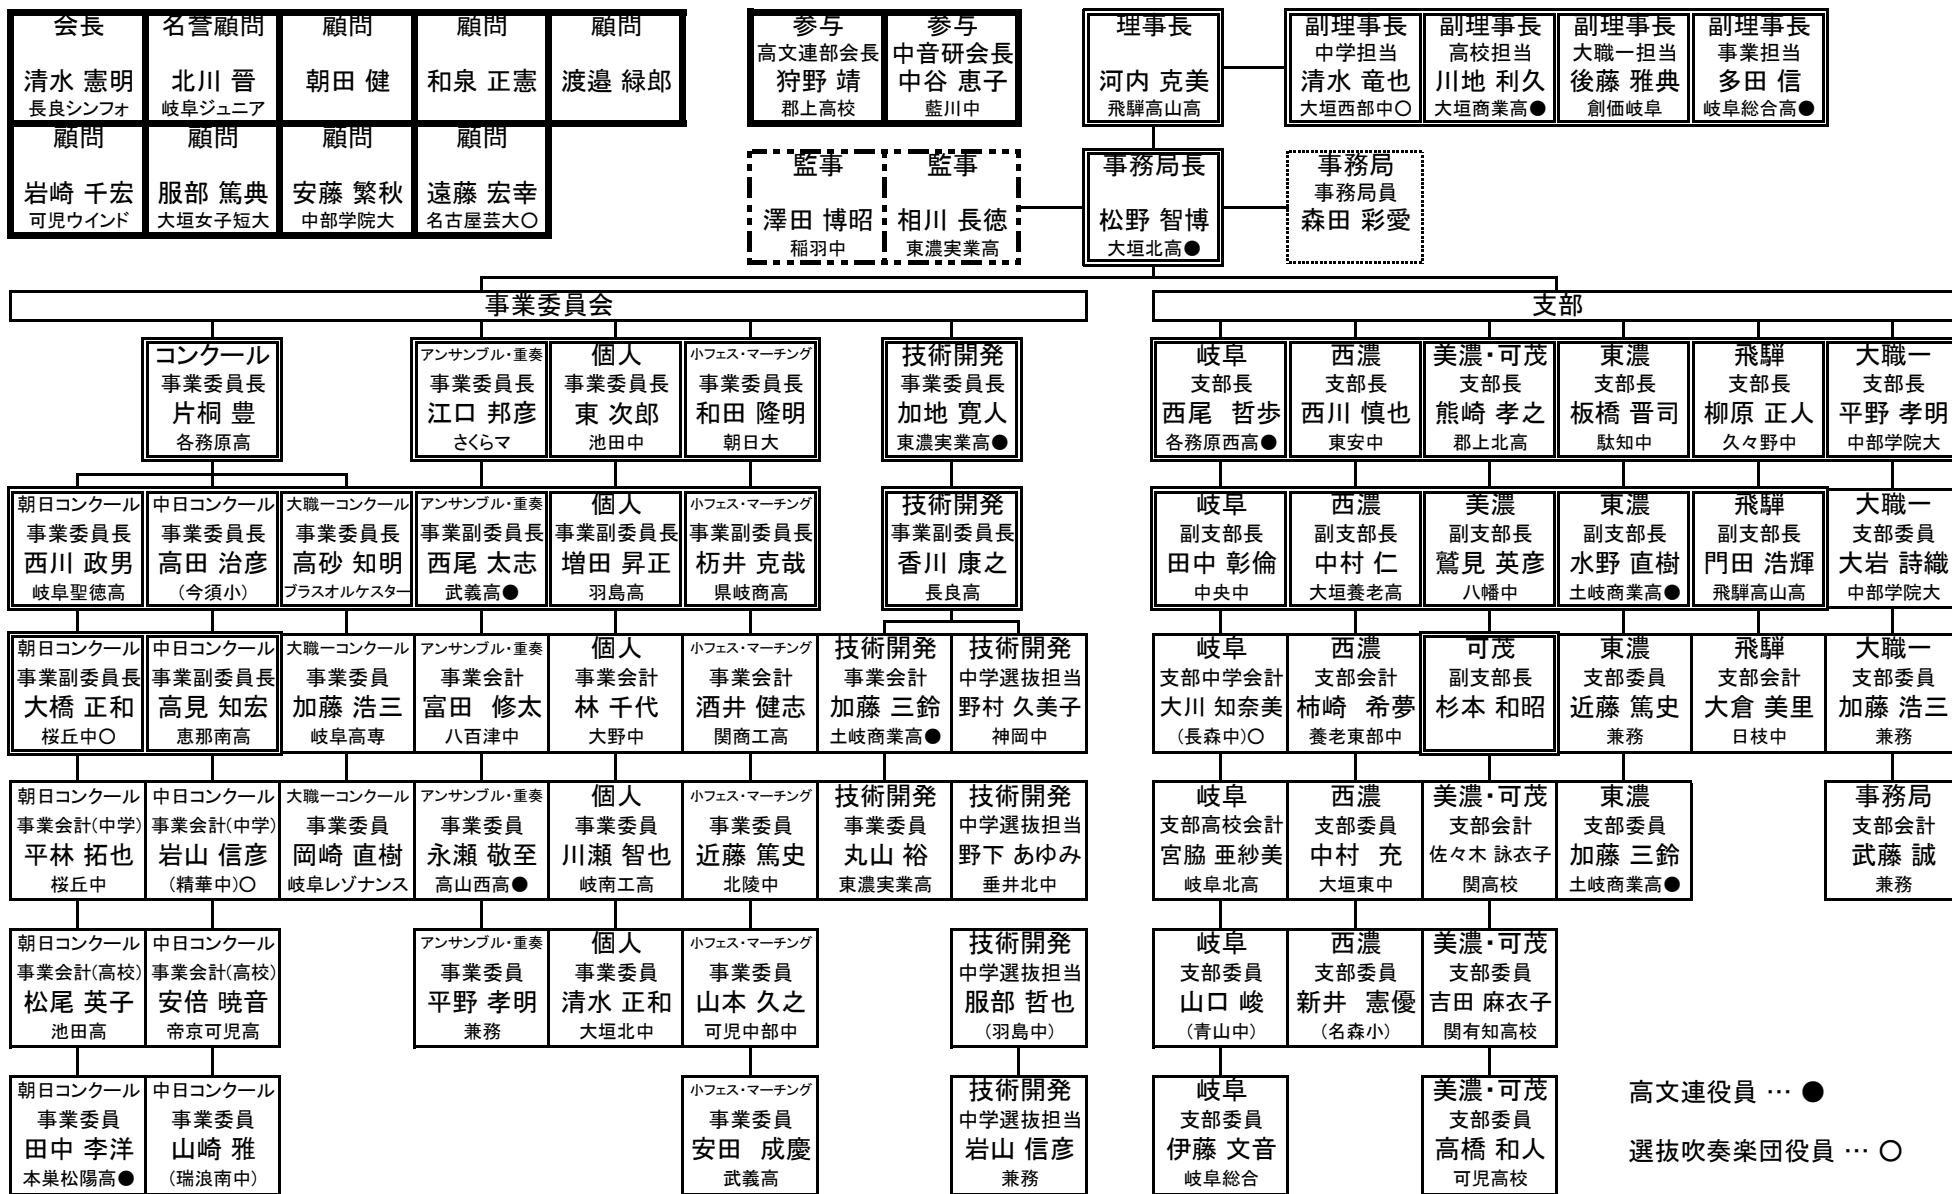 会長
清水 憲明
長良シンフォ
名誉顧問
北川 晉
岐阜ジュニア
顧問
朝田 健
顧問
和泉 正憲
顧問
渡邉 緑郎
顧問
岩崎 千宏
可児ウインド
顧問
服部 篤典
大垣女子短大
顧問
安藤 繁秋
中部学院大
顧問
遠藤 宏幸
名古屋芸大○
参与
高文連部会長
狩野 靖
郡上高校
参与
中音研会長
中谷 恵子
藍川中
理事長
河内 克美
飛騨高山高
副理事長
中学担当
清水 竜也
大垣西部中○
副理事長
高校担当
川地 利久
大垣商業高●
副理事長
大職一担当
後藤 雅典
創価岐阜
副理事長
事業担当
多田 信
岐阜総合高●
監事
澤田 博昭
稲羽中
監事
相川 長徳
東濃実業高
事務局長
松野 智博
大垣北高●
事務局
事務局員
森田 彩愛
事業委員会
コンクール
事業委員長
片桐 豊
各務原高
アンサンブル・重奏
事業委員長
江口 邦彦
さくらマ
個人
事業委員長
東 次郎
池田中
小フェス・マーチング
事業委員長
和田 隆明
朝日大
技術開発
事業委員長
加地 寛人
東濃実業高●
朝日コンクール
事業委員長
西川 政男
岐阜聖徳高
中日コンクール
事業委員長
高田 治彦
(今須小)
大職一コンクール
事業委員長
高砂 知明
ブラスオルケスター
アンサンブル・重奏
事業副委員長
西尾 太志
武義高●
個人
事業副委員長
増田 昇正
羽島高
小フェス・マーチング
事業副委員長
杤井 克哉
県岐商高
技術開発
事業副委員長
香川 康之
長良高
朝日コンクール
事業副委員長
大橋 正和
桜丘中○
中日コンクール
事業副委員長
高見 知宏
恵那南高
大職一コンクール
事業委員
加藤 浩三
岐阜高専
アンサンブル・重奏
事業会計
富田 修太
八百津中
個人
事業会計
林 千代
大野中
小フェス・マーチング
事業会計
酒井 健志
関商工高
技術開発
事業会計
加藤 三鈴
土岐商業高●
技術開発
中学選抜担当
野村 久美子
神岡中
朝日コンクール
事業会計(中学)
平林 拓也
桜丘中
中日コンクール
事業会計(中学)
岩山 信彦
(精華中)○
大職一コンクール
事業委員
岡崎 直樹
岐阜レゾナンス
アンサンブル・重奏
事業委員
永瀬 敬至
高山西高●
個人
事業委員
川瀬 智也
岐南工高
小フェス・マーチング
事業委員
近藤 篤史
北陵中
技術開発
事業委員
丸山 裕
東濃実業高
技術開発
中学選抜担当
野下 あゆみ
垂井北中
朝日コンクール
事業会計(高校)
松尾 英子
池田高
中日コンクール
事業会計(高校)
安倍 暁音
帝京可児高
アンサンブル・重奏
事業委員
平野 孝明
兼務
個人
事業委員
清水 正和
大垣北中
小フェス・マーチング
事業委員
山本 久之
可児中部中
技術開発
中学選抜担当
服部 哲也
(羽島中)
朝日コンクール
事業委員
田中 李洋
本巣松陽高●
中日コンクール
事業委員
山崎 雅
(瑞浪南中)
小フェス・マーチング
事業委員
安田 成慶
武義高
技術開発
中学選抜担当
岩山 信彦
兼務
支部
岐阜
支部長
西尾 哲歩
各務原西高●
西濃
支部長
西川 慎也
東安中
美濃・可茂
支部長
熊崎 孝之
郡上北高
東濃
支部長
板橋 晋司
駄知中
飛騨
支部長
柳原 正人
久々野中
大職一
支部長
平野 孝明
中部学院大
岐阜
副支部長
田中 彰倫
中央中
西濃
副支部長
中村 仁
大垣養老高
美濃
副支部長
鷲見 英彦
八幡中
東濃
副支部長
水野 直樹
土岐商業高●
飛騨
副支部長
門田 浩輝
飛騨高山高
大職一
支部委員
大岩 詩織
中部学院大
岐阜
支部中学会計
大川 知奈美
(長森中)○
西濃
支部会計
柿崎 希夢
養老東部中
可茂
副支部長
杉本 和昭
東濃
支部委員
近藤 篤史
兼務
飛騨
支部会計
大倉 美里
日枝中
大職一
支部委員
加藤 浩三
兼務
岐阜
支部高校会計
宮脇 亜紗美
岐阜北高
西濃
支部委員
中村 充
大垣東中
美濃・可茂
支部会計
佐々木 詠衣子
関高校
東濃
支部委員
加藤 三鈴
土岐商業高●
事務局
支部会計
武藤 誠
兼務
岐阜
支部委員
山口 峻
(青山中)
西濃
支部委員
新井 憲優
(名森小)
美濃・可茂
支部委員
吉田 麻衣子
関有知高校
岐阜
支部委員
伊藤 文音
岐阜総合
美濃・可茂
支部委員
高橋 和人
可児高校
高文連役員 … ●
選抜吹奏楽団役員 … ○